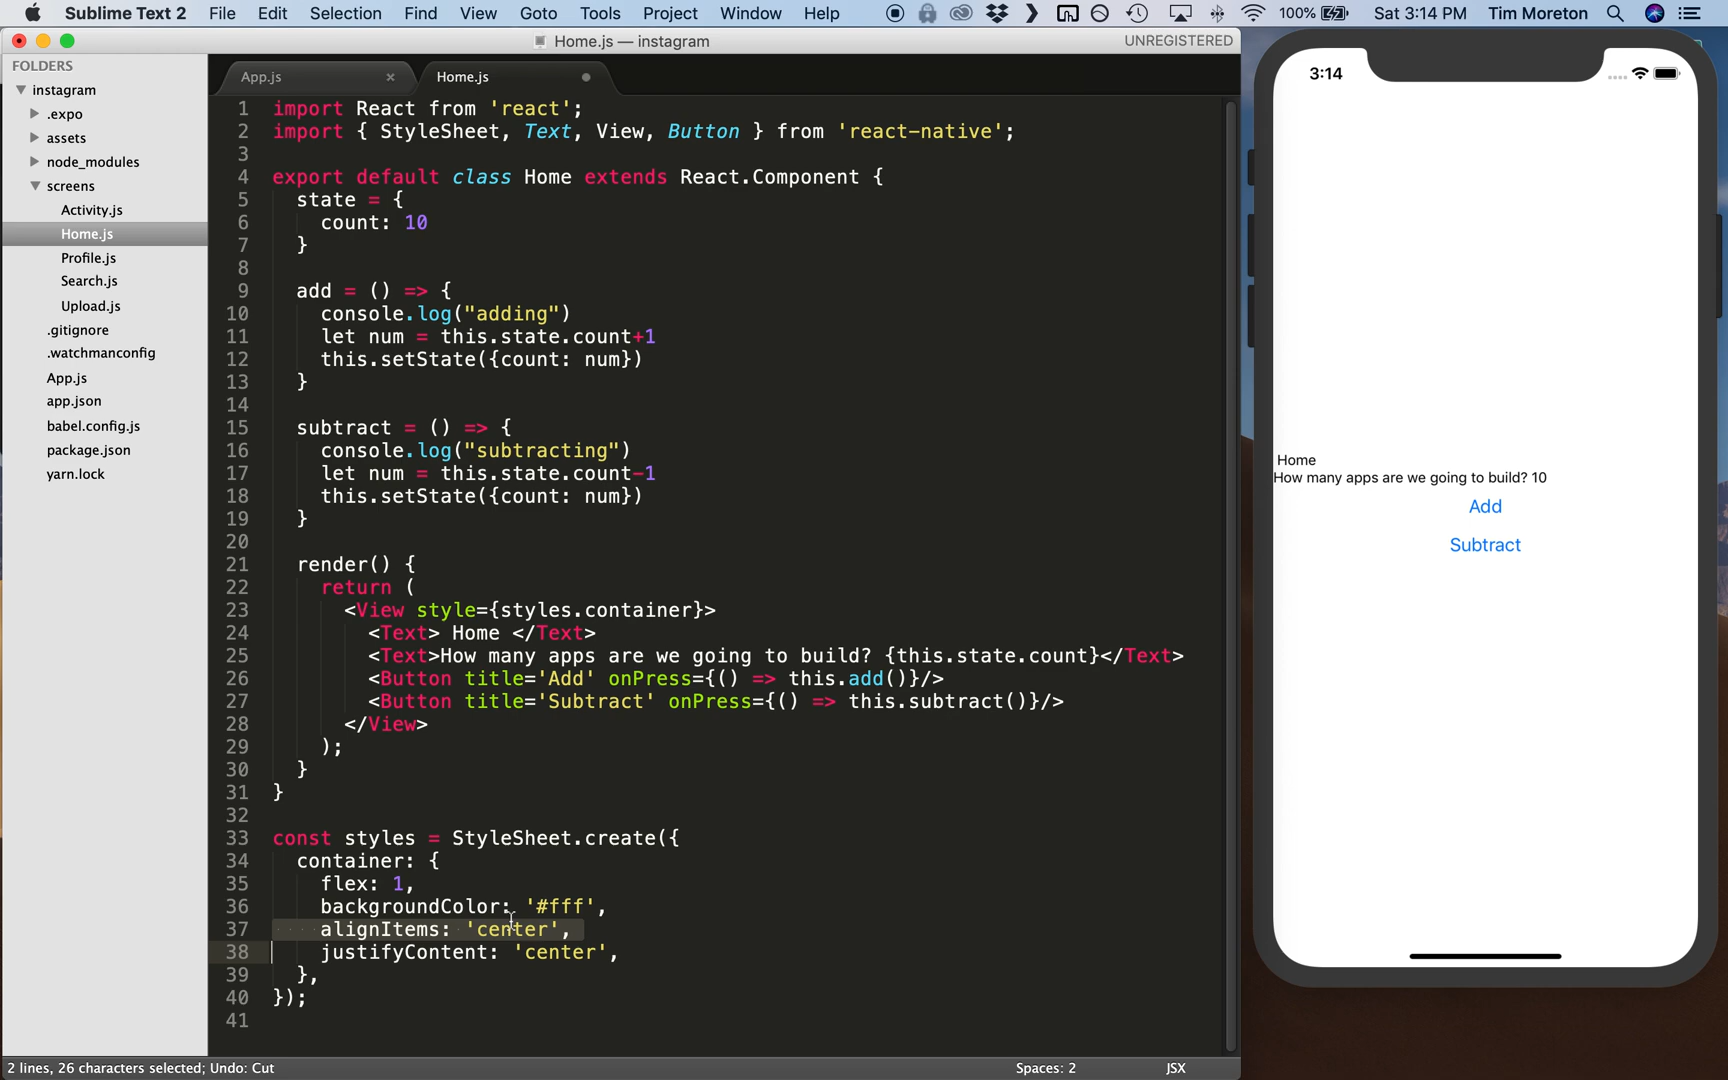 Sublime Text 2 File Edit Selection Find View Goto Tools Project Window Help 100% Sat 3:14 PM Tim Moreton
Home.js — instagram UNREGISTERED
FOLDERS
instagram
.expo
assets
node_modules
screens
Activity.js
Home.js
Profile.js
Search.js
Upload.js
.gitignore
.watchmanconfig
App.js
app.json
babel.config.js
package.json
yarn.lock
App.js × Home.js
1 import React from 'react';
2 import { StyleSheet, Text, View, Button } from 'react-native';
3
4 export default class Home extends React.Component {
5 state = {
6 count: 10
7 }
8
9 add = () => {
10 console.log("adding")
11 let num = this.state.count+1
12 this.setState({count: num})
13 }
14
15 subtract = () => {
16 console.log("subtracting")
17 let num = this.state.count-1
18 this.setState({count: num})
19 }
20
21 render() {
22 return (
23 <View style={styles.container}>
24 <Text> Home </Text>
25 <Text>How many apps are we going to build? {this.state.count}</Text>
26 <Button title='Add' onPress={() => this.add()}/>
27 <Button title='Subtract' onPress={() => this.subtract()}/>
28 </View>
29 );
30 }
31 }
32
33 const styles = StyleSheet.create({
34 container: {
35 flex: 1,
36 backgroundColor: '#fff',
37 alignItems: 'center',
38 justifyContent: 'center',
39 },
40 });
41
2 lines, 26 characters selected; Undo: Cut Spaces: 2 JSX
3:14
Home
How many apps are we going to build? 10
Add
Subtract